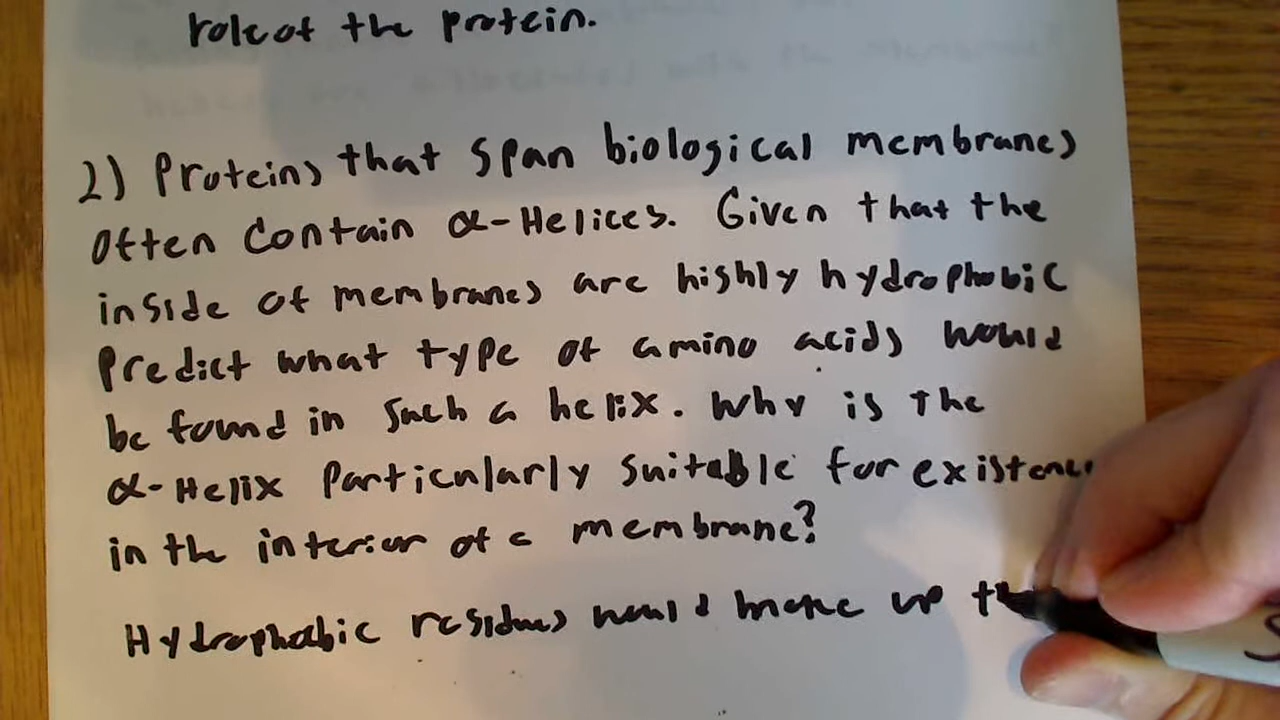 role of the protein.
2) Proteins that span biological membranes
often contain α-Helices. Given that the
inside of membranes are highly hydrophobic
predict what type of amino acids would
be found in such a helix. Why is the
α-Helix particularly suitable for existence
in the interior of a membrane?
Hydrophobic residues would make up th